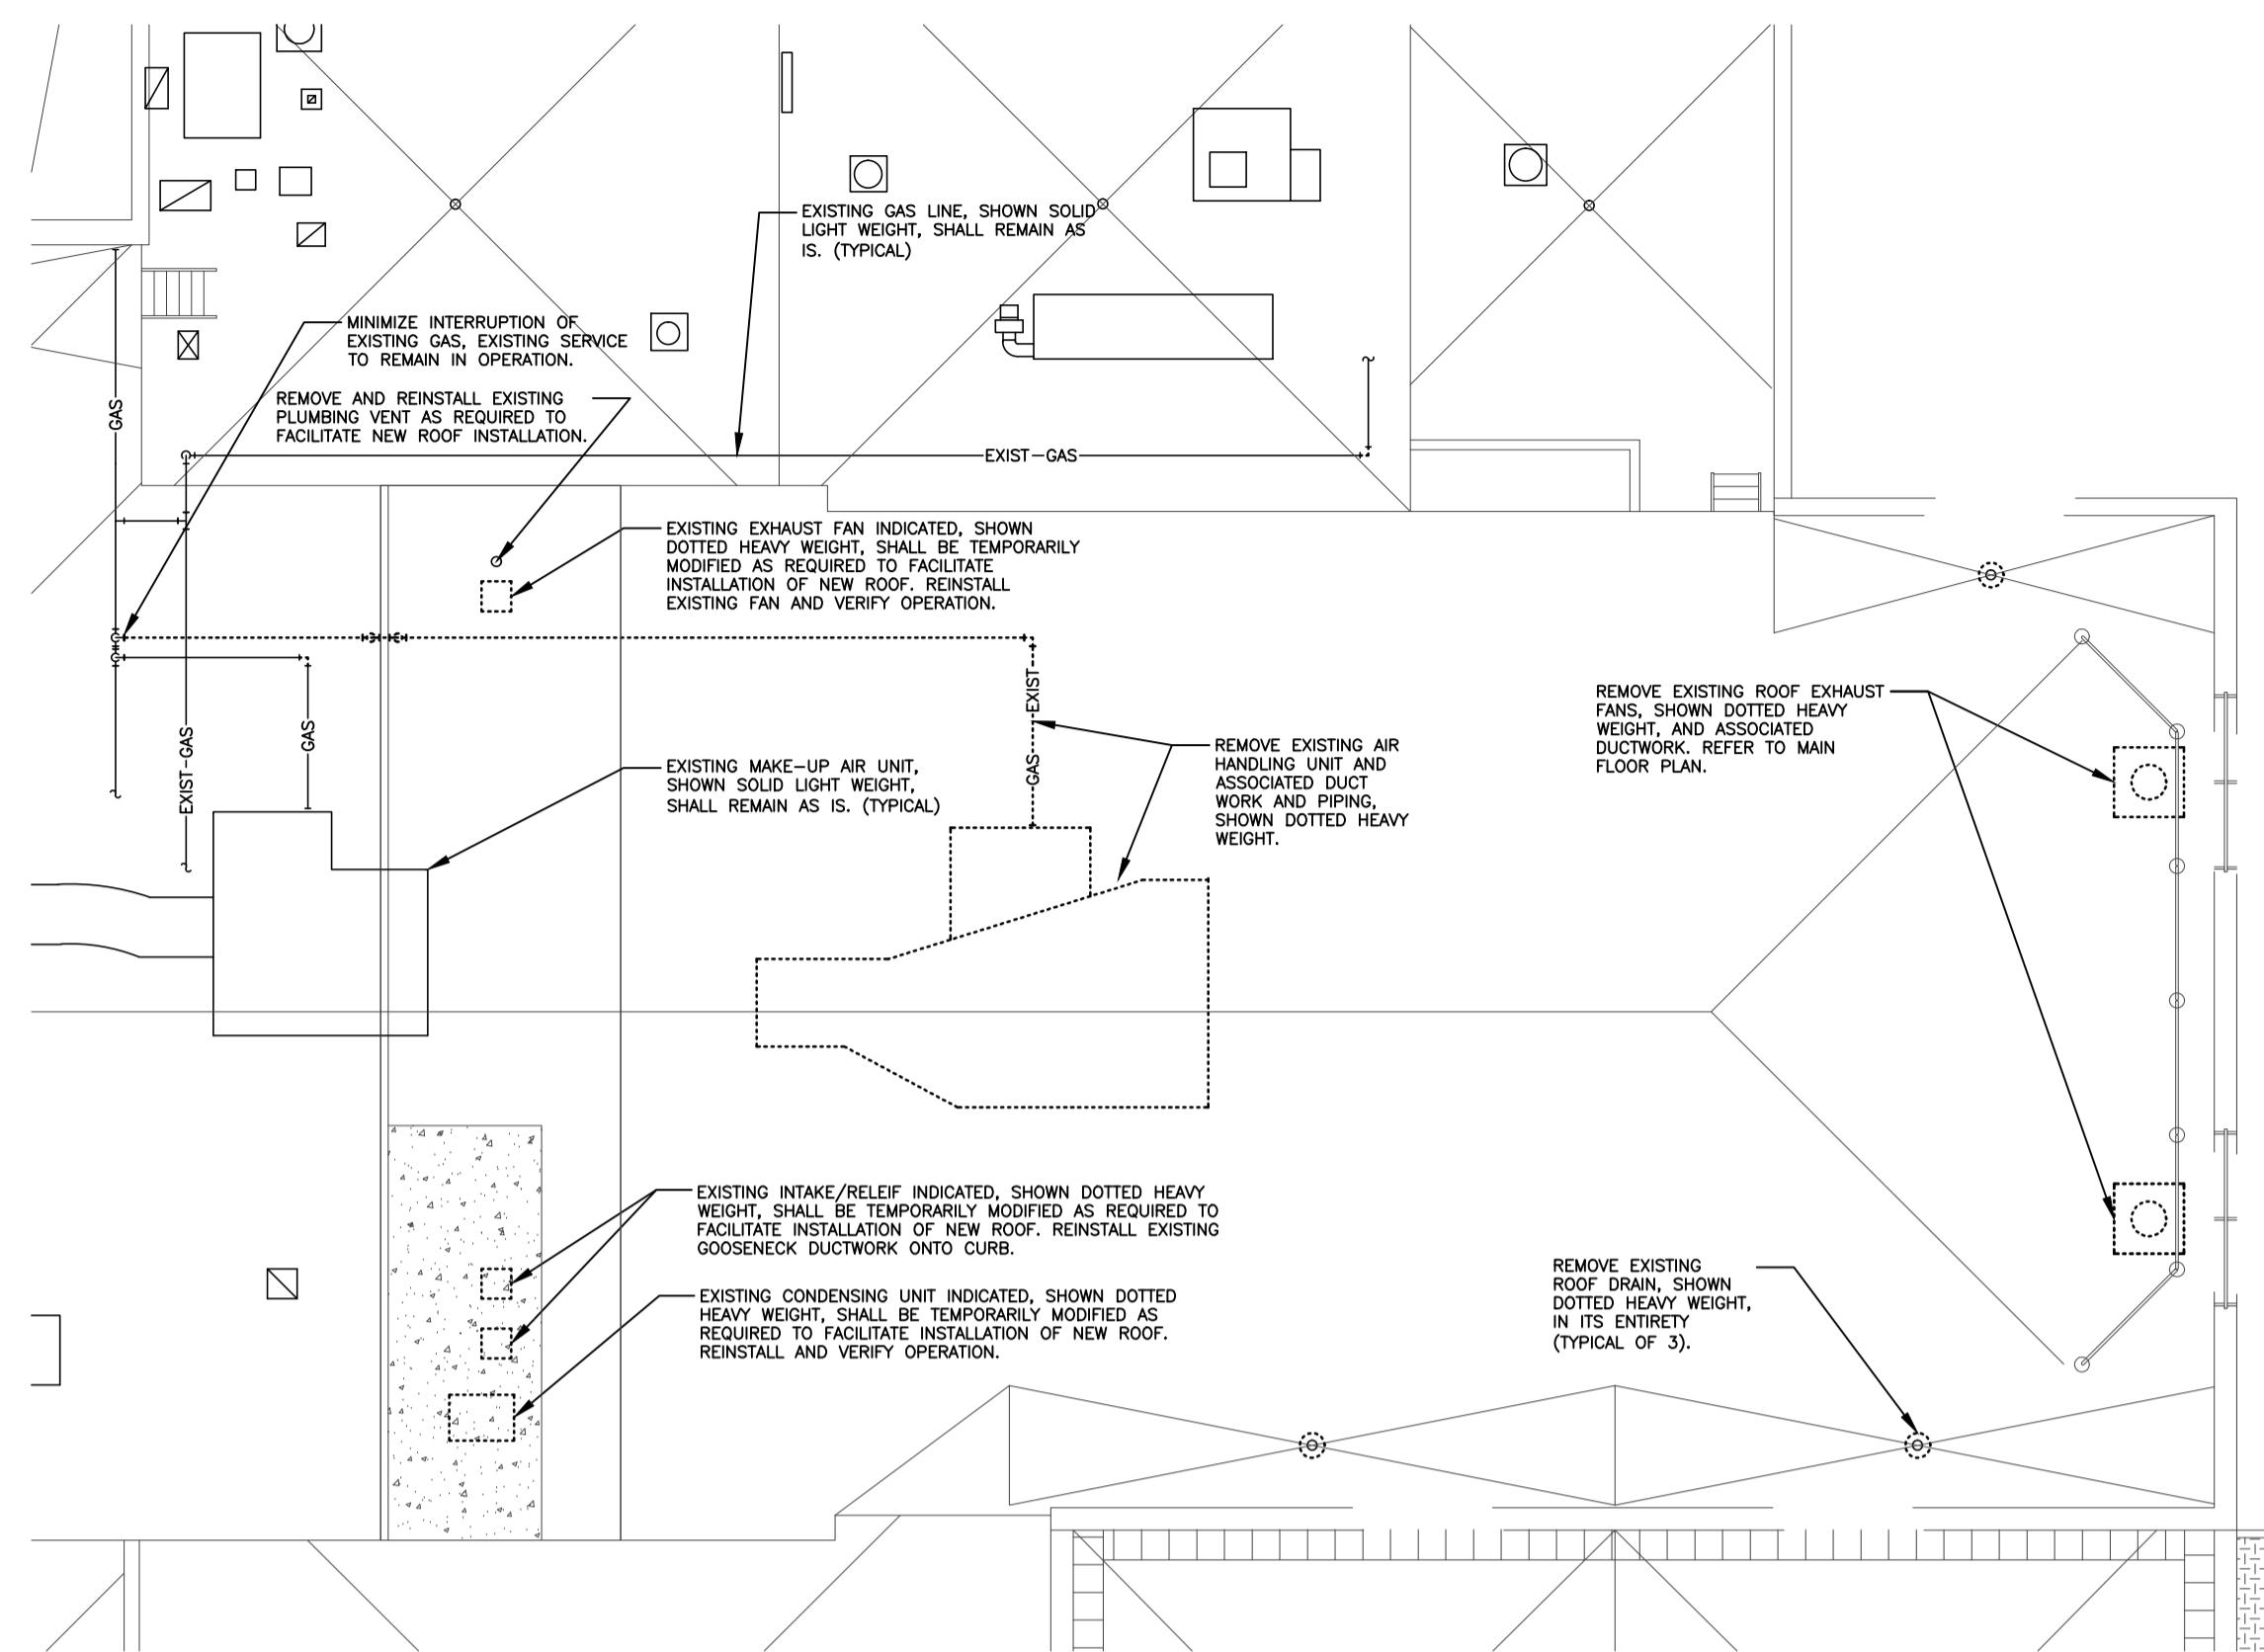 EXISTING GAS LINE, SHOWN SOLID
LIGHT WEIGHT, SHALL REMAIN AS
IS. (TYPICAL)
MINIMIZE INTERRUPTION OF
EXISTING GAS, EXISTING SERVICE
TO REMAIN IN OPERATION.
REMOVE AND REINSTALL EXISTING
PLUMBING VENT AS REQUIRED TO
FACILITATE NEW ROOF INSTALLATION.
GAS
EXIST-GAS
EXISTING EXHAUST FAN INDICATED, SHOWN
DOTTED HEAVY WEIGHT, SHALL BE TEMPORARILY
MODIFIED AS REQUIRED TO FACILITATE
INSTALLATION OF NEW ROOF. REINSTALL
EXISTING FAN AND VERIFY OPERATION.
EXIST
GAS
EXIST-GAS
GAS
REMOVE EXISTING ROOF EXHAUST
FANS, SHOWN DOTTED HEAVY
WEIGHT, AND ASSOCIATED
DUCTWORK. REFER TO MAIN
FLOOR PLAN.
REMOVE EXISTING AIR
HANDLING UNIT AND
ASSOCIATED DUCT
WORK AND PIPING,
SHOWN DOTTED HEAVY
WEIGHT.
EXISTING MAKE-UP AIR UNIT,
SHOWN SOLID LIGHT WEIGHT,
SHALL REMAIN AS IS. (TYPICAL)
EXISTING INTAKE/RELEIF INDICATED, SHOWN DOTTED HEAVY
WEIGHT, SHALL BE TEMPORARILY MODIFIED AS REQUIRED TO
FACILITATE INSTALLATION OF NEW ROOF. REINSTALL EXISTING
GOOSENECK DUCTWORK ONTO CURB.
EXISTING CONDENSING UNIT INDICATED, SHOWN DOTTED
HEAVY WEIGHT, SHALL BE TEMPORARILY MODIFIED AS
REQUIRED TO FACILITATE INSTALLATION OF NEW ROOF.
REINSTALL AND VERIFY OPERATION.
REMOVE EXISTING
ROOF DRAIN, SHOWN
DOTTED HEAVY WEIGHT,
IN ITS ENTIRETY
(TYPICAL OF 3).